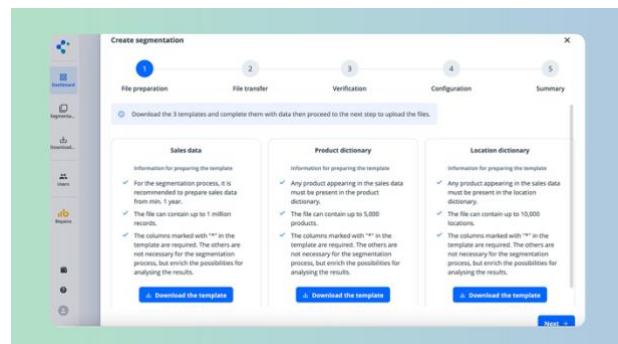 Create segmentation
1 2 3 4 5
File preparation File transfer Verification Configuration Summary
Dashboard
Download the 3 templates and complete them with data then proceed to the next step to upload the files.
Segmenta...
Download...
Users
Sales data
Information for preparing the template
For the segmentation process, it is
recommended to prepare sales data
from min. 1 year.
The file can contain up to 1 million
records.
The columns marked with "*" in the
template are required. The others are
not necessary for the segmentation
process, but enrich the possibilities for
analysing the results.
Download the template
Product dictionary
Information for preparing the template
Any product appearing in the sales data
must be present in the product
dictionary.
The file can contain up to 5,000
products.
The columns marked with "*" in the
template are required. The others are
not necessary for the segmentation
process, but enrich the possibilities for
analysing the results.
Download the template
Location dictionary
Information for preparing the template
Any product appearing in the sales data
must be present in the location
dictionary.
The file can contain up to 10,000
locations.
The columns marked with "*" in the
template are required. The others are
not necessary for the segmentation
process, but enrich the possibilities for
analysing the results.
Download the template
Next